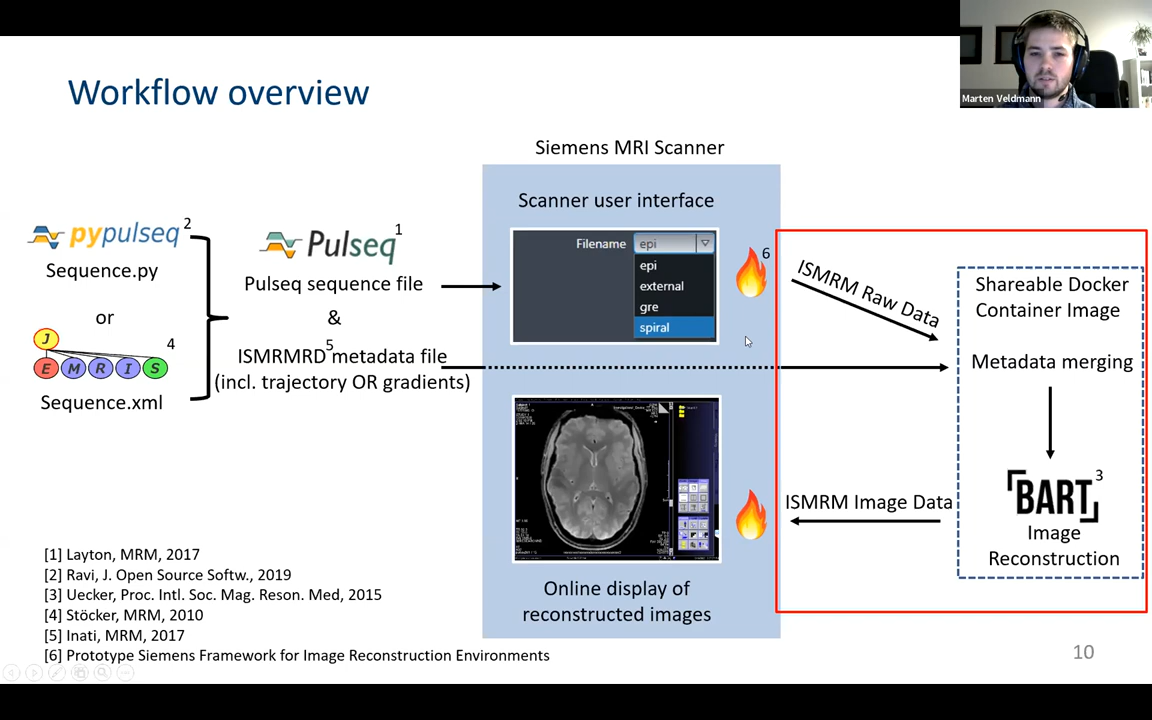 Workflow overview
Marten Veldmann
Siemens MRI Scanner
Scanner user interface
pypulseq 2
Sequence.py
or
J
E M R I S 4
Sequence.xml
Pulseq 1
Pulseq sequence file
&
ISMRMRD 5 metadata file
(incl. trajectory OR gradients)
Filename epi
epi
external
gre
spiral
6
ISMRM Raw Data
Shareable Docker
Container Image
Metadata merging
BART 3
Image
Reconstruction
ISMRM Image Data
Online display of
reconstructed images
[1] Layton, MRM, 2017
[2] Ravi, J. Open Source Softw., 2019
[3] Uecker, Proc. Intl. Soc. Mag. Reson. Med, 2015
[4] Stöcker, MRM, 2010
[5] Inati, MRM, 2017
[6] Prototype Siemens Framework for Image Reconstruction Environments
10